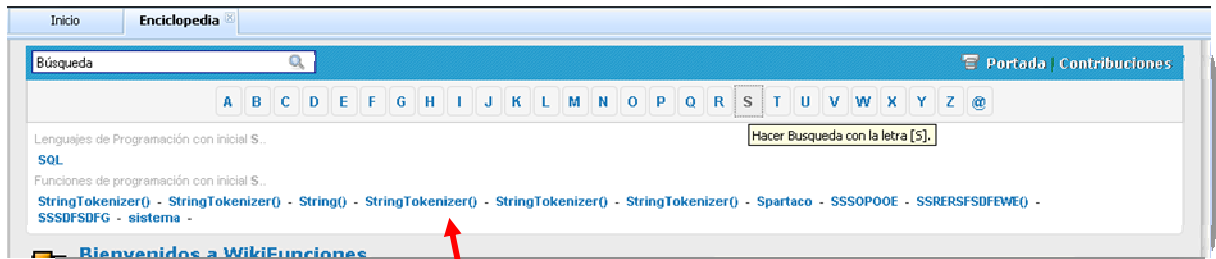 Inicio Enciclopedia
Búsqueda Portada | Contribuciones
A B C D E F G H I J K L M N O P Q R S T U V W X Y Z @
Hacer Busqueda con la letra [S].
Lenguajes de Programación con inicial S..
SQL
Funciones de programación con inicial S..
StringTokenizer() - StringTokenizer() - String() - StringTokenizer() - StringTokenizer() - StringTokenizer() - Spartaco - SSSOPOOE - SSRERSFSDFEWE() -
SSSDFSDFG - sistema -
Bienvenidos a WikiFunciones